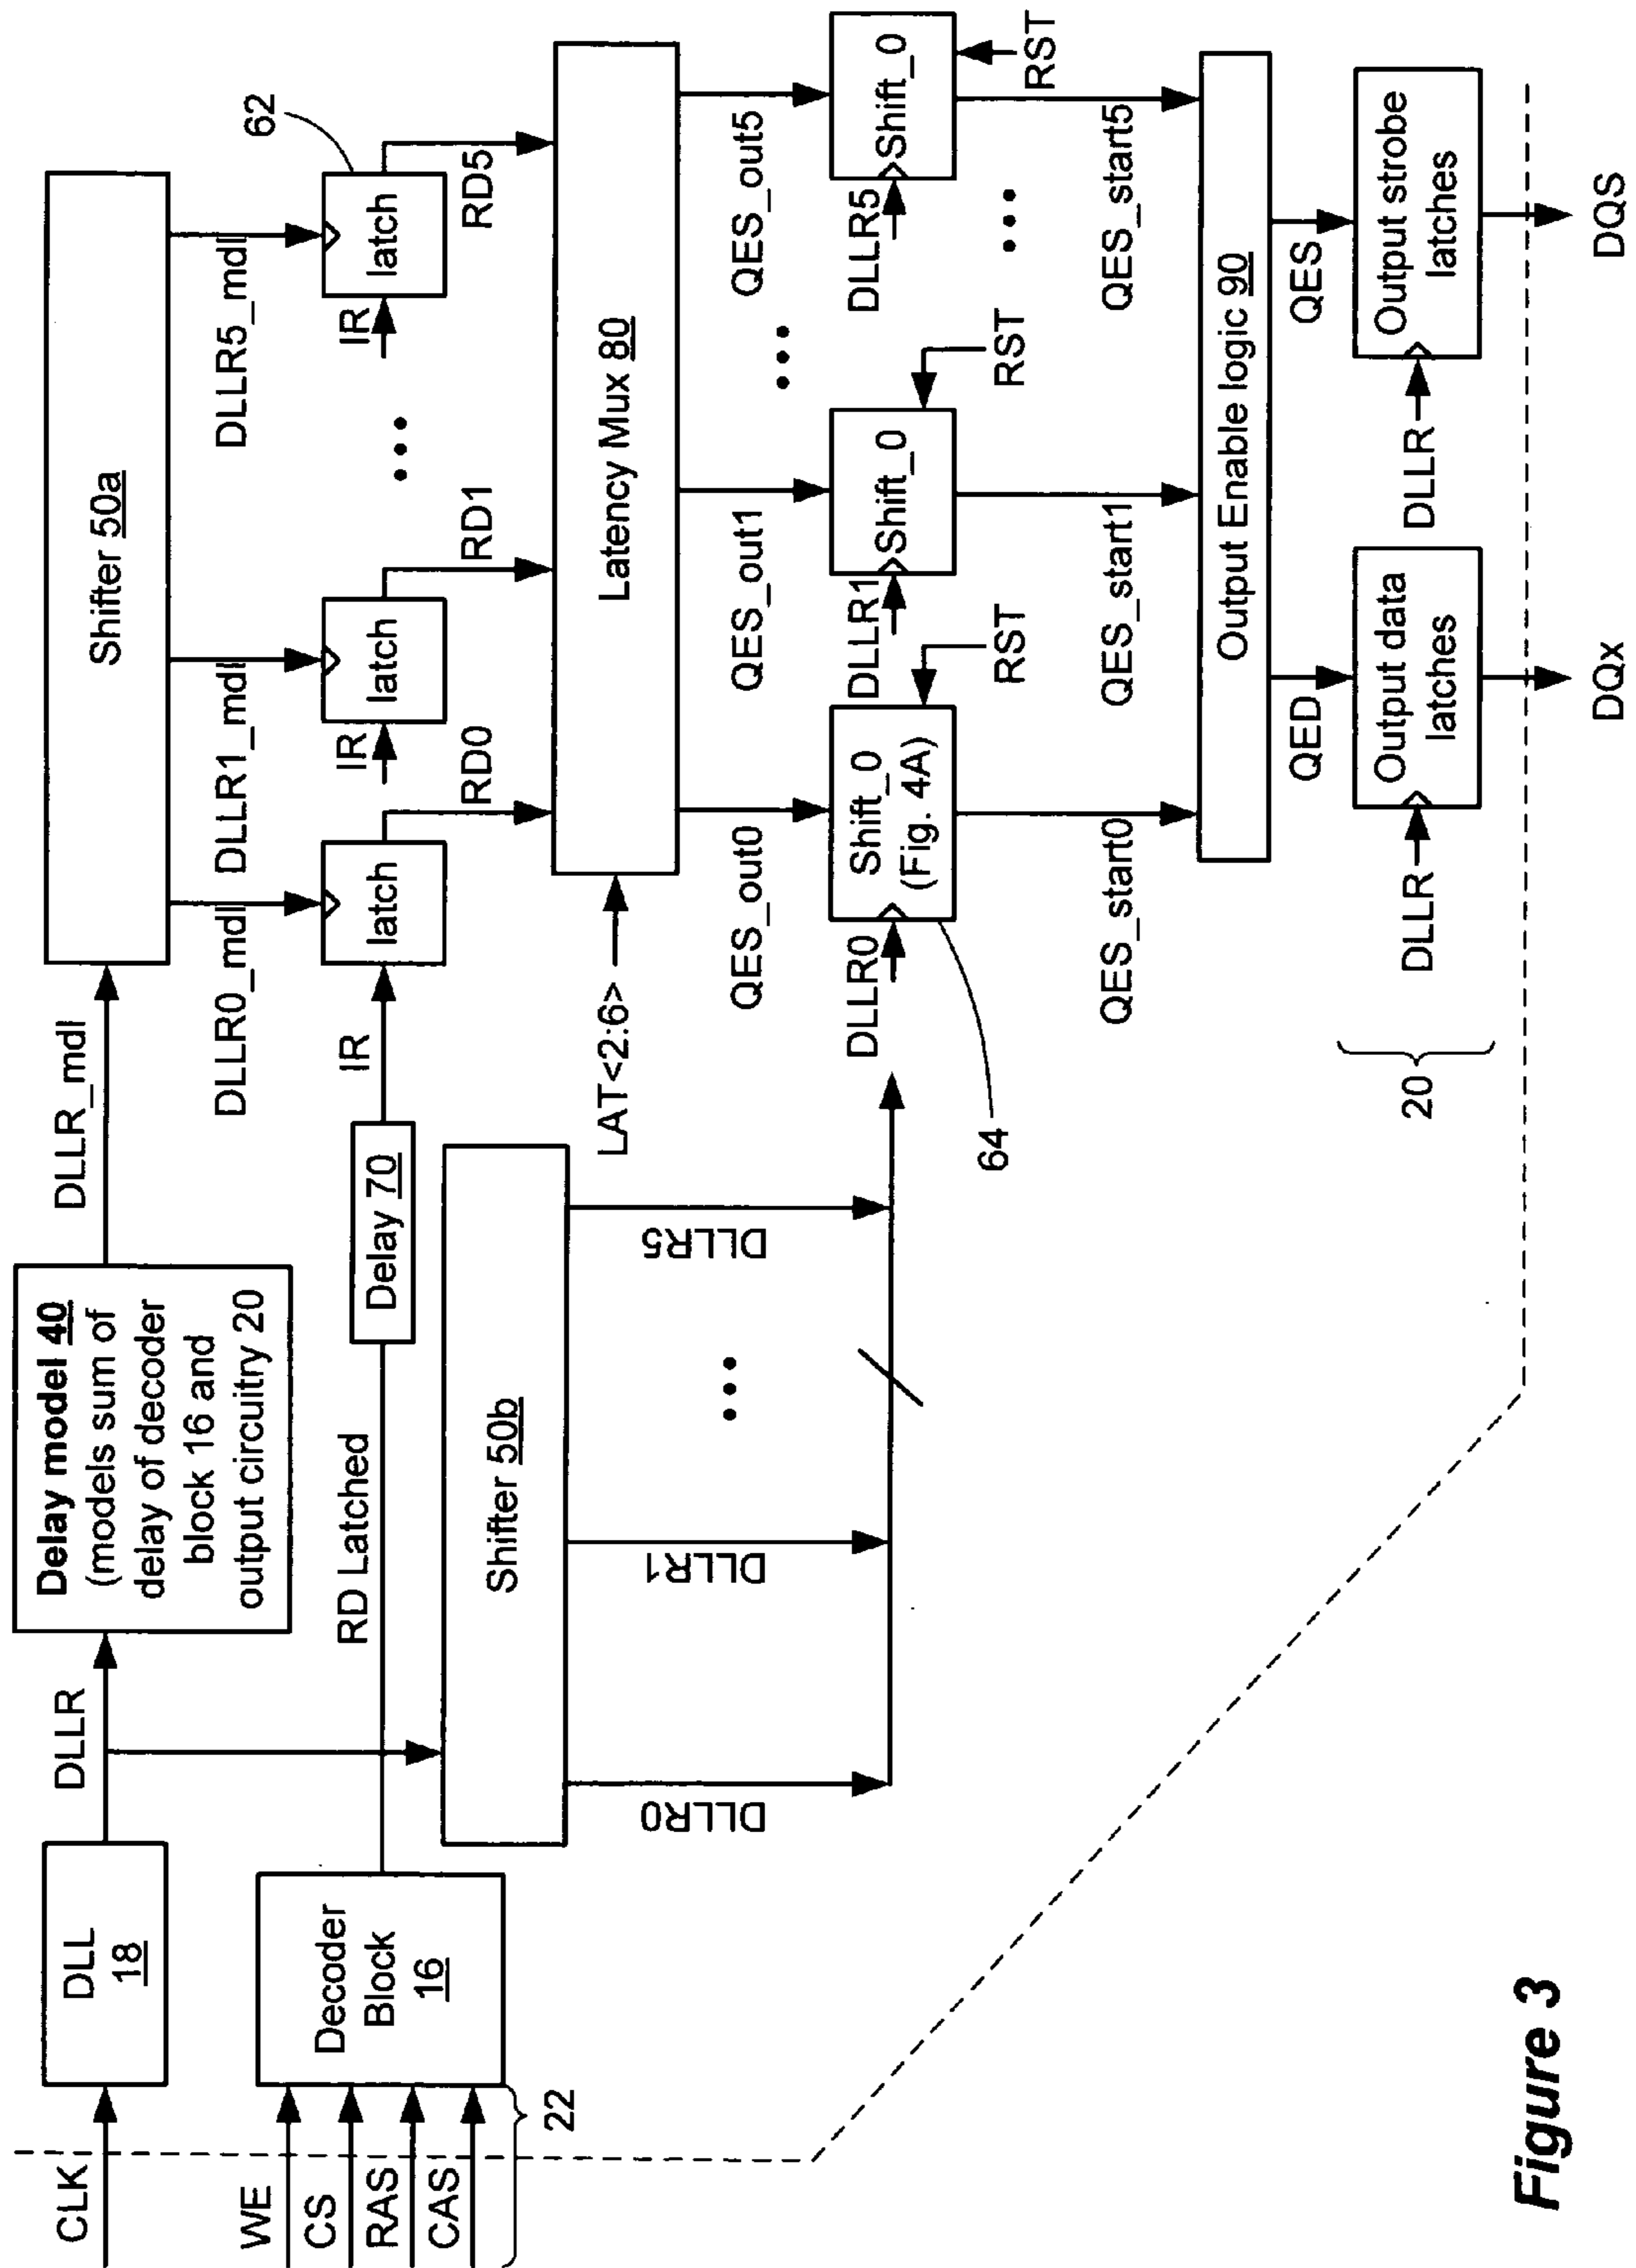 CLK
WE
CS
RAS
CAS
22
DLL
18
Decoder
Block
16
DLLR
Delay model 40
(models sum of
delay of decoder
block 16 and
output circuitry 20
DLLR_mdl
RD Latched
Delay 70
IR
Shifter 50a
DLLR0_mdl
DLLR1_mdl
DLLR5_mdl
latch
IR
latch
...
IR
latch
62
RD0
RD1
RD5
Shifter 50b
DLLR0
DLLR1
...
DLLR5
LAT<2:6>
Latency Mux 80
QES_out0
QES_out1
...
QES_out5
DLLR0
Shift_0
(Fig. 4A)
RST
64
DLLR1
Shift_0
RST
DLLR5
Shift_0
RST
...
QES_start0
QES_start1
QES_start5
Output Enable logic 90
QED
QES
20
DLLR
Output data
latches
DLLR
Output strobe
latches
DQx
DQS
Figure 3